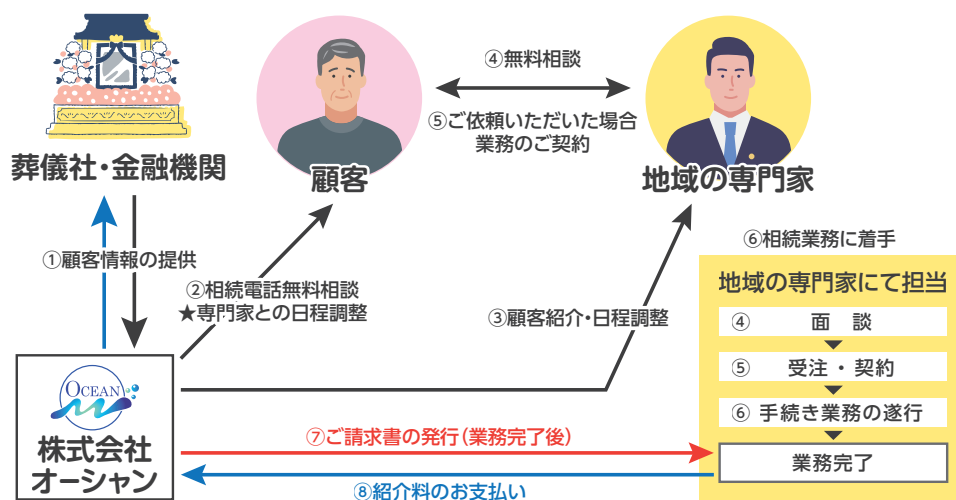 葬儀社・金融機関
顧客
地域の専門家
④無料相談
⑤ご依頼いただいた場合
業務のご契約
①顧客情報の提供
②相続電話無料相談
★専門家との日程調整
③顧客紹介・日程調整
OCEAN
株式会社
オーシャン
⑥相続業務に着手
地域の専門家にて担当
④ 面 談
⑤ 受注・契約
⑥ 手続き業務の遂行
業務完了
⑦ご請求書の発行(業務完了後)
⑧紹介料のお支払い